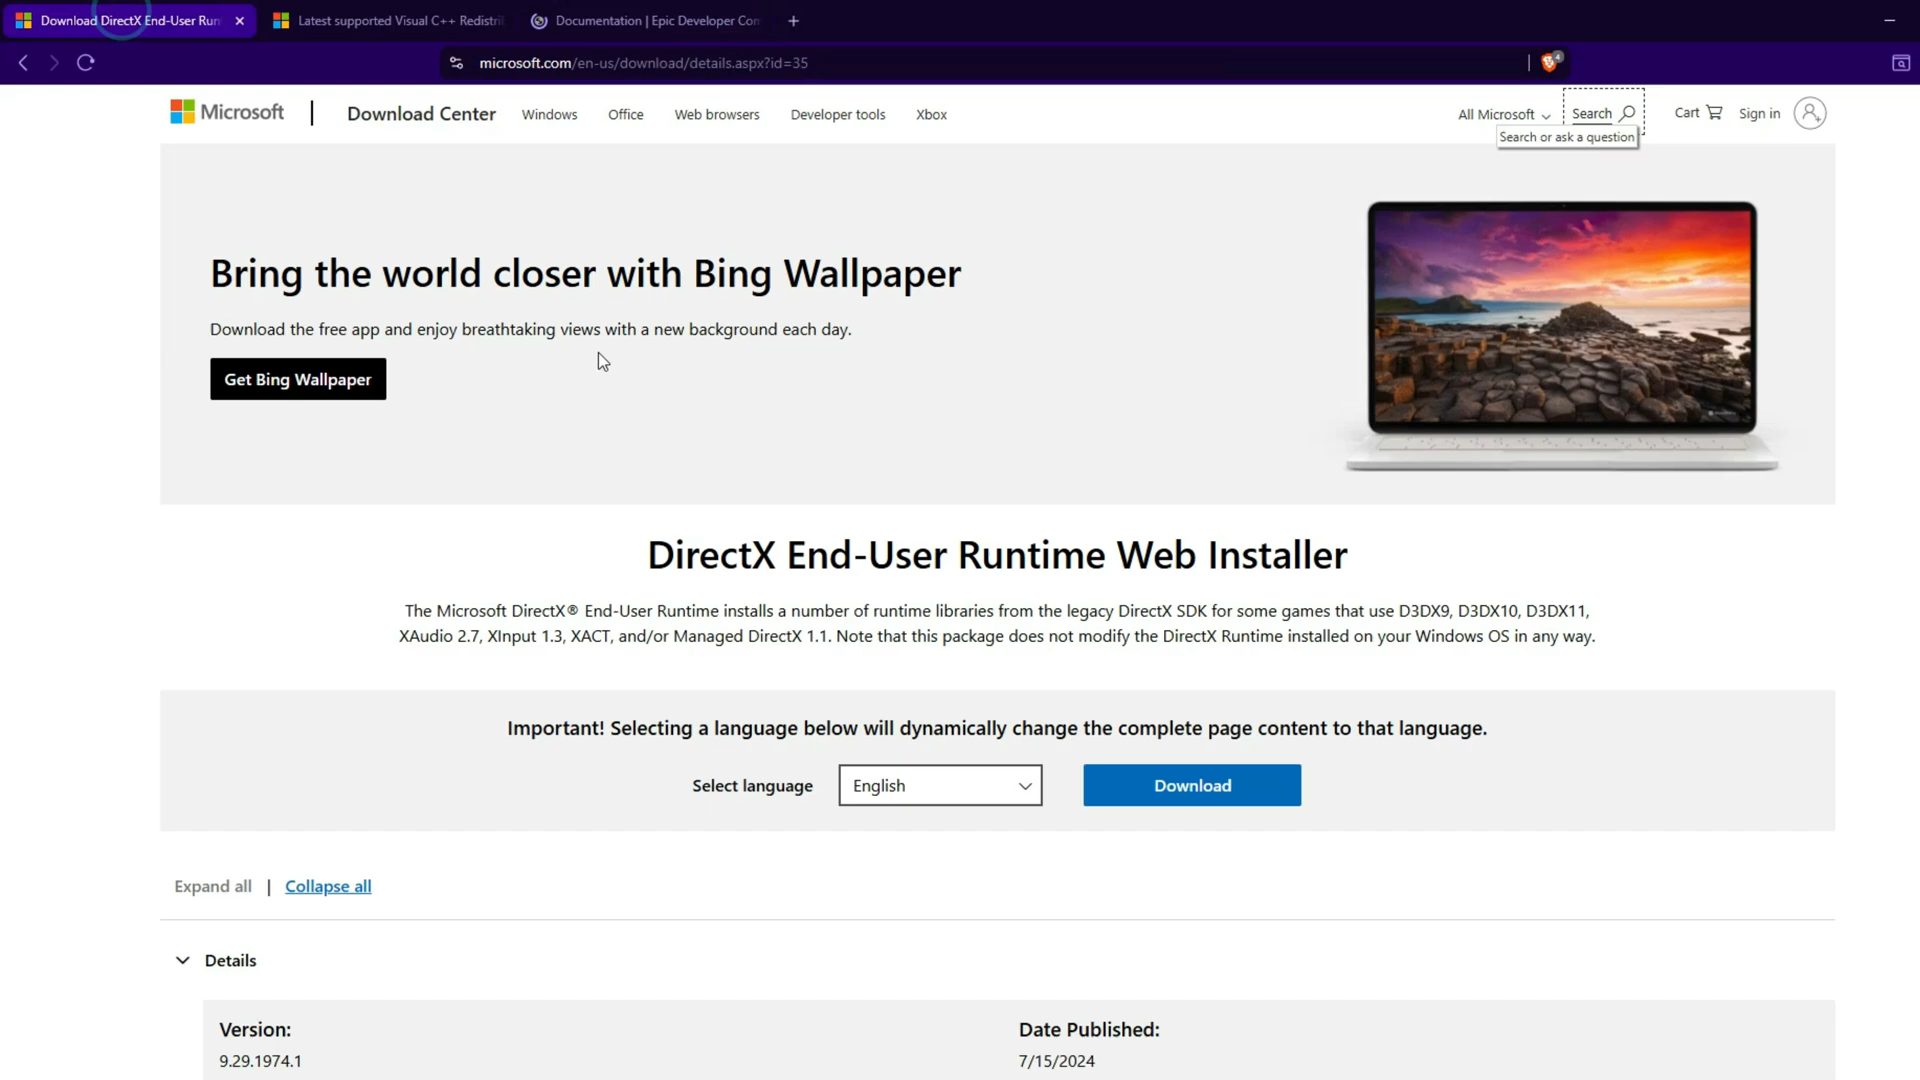 Download DirectX End-User Run
Latest supported Visual C++ Redistri
Documentation | Epic Developer Com
microsoft.com/en-us/download/details.aspx?id=35
4
Microsoft
Download Center
Windows
Office
Web browsers
Developer tools
Xbox
All Microsoft
Search
Cart
Sign in
Search or ask a question
Bring the world closer with Bing Wallpaper
Download the free app and enjoy breathtaking views with a new background each day.
Get Bing Wallpaper
DirectX End-User Runtime Web Installer
The Microsoft DirectX® End-User Runtime installs a number of runtime libraries from the legacy DirectX SDK for some games that use D3DX9, D3DX10, D3DX11,
XAudio 2.7, XInput 1.3, XACT, and/or Managed DirectX 1.1. Note that this package does not modify the DirectX Runtime installed on your Windows OS in any way.
Important! Selecting a language below will dynamically change the complete page content to that language.
Select language
English
Download
Expand all | Collapse all
Details
Version:
9.29.1974.1
Date Published:
7/15/2024